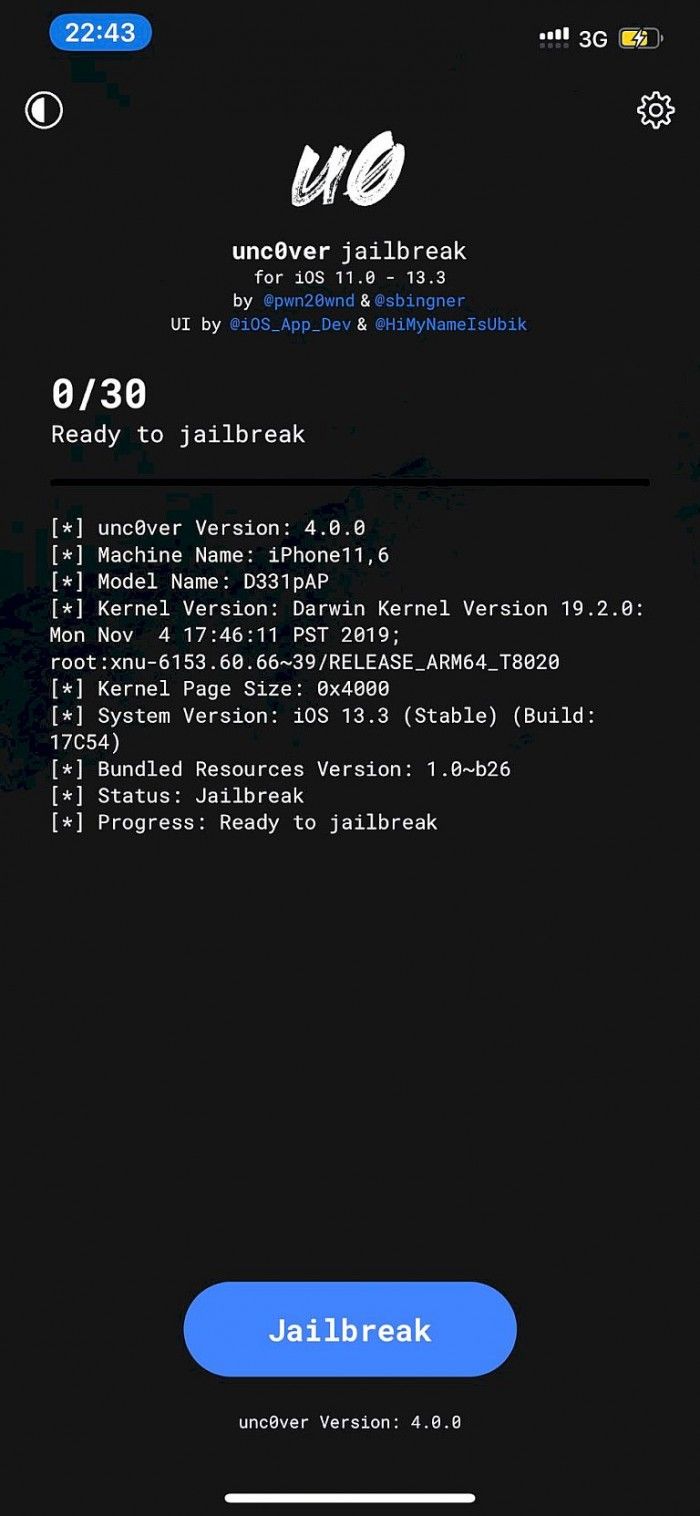 22:43 3G
u0
unc0ver jailbreak
for iOS 11.0 - 13.3
by @pwn20wnd & @sbingner
UI by @iOS_App_Dev & @HiMyNameIsUbik
0/30
Ready to jailbreak
[*] unc0ver Version: 4.0.0
[*] Machine Name: iPhone11,6
[*] Model Name: D331pAP
[*] Kernel Version: Darwin Kernel Version 19.2.0:
Mon Nov  4 17:46:11 PST 2019;
root:xnu-6153.60.66~39/RELEASE_ARM64_T8020
[*] Kernel Page Size: 0x4000
[*] System Version: iOS 13.3 (Stable) (Build:
17C54)
[*] Bundled Resources Version: 1.0~b26
[*] Status: Jailbreak
[*] Progress: Ready to jailbreak
Jailbreak
unc0ver Version: 4.0.0